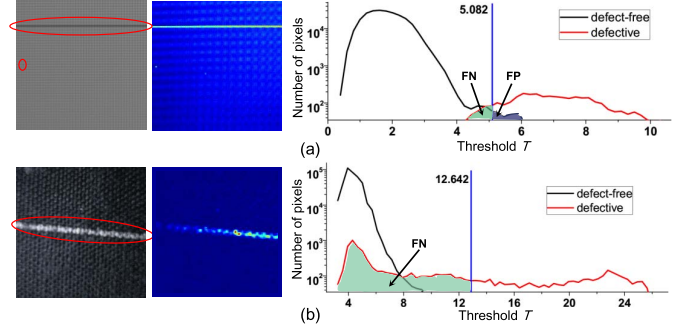 5.082
defect-free
defective
FN
FP
Number of pixels
10⁴
10³
10²
0
2
4
6
8
10
(a)
Threshold T
12.642
defect-free
defective
FN
Number of pixels
10⁵
10⁴
10³
10²
4
8
12
16
20
24
(b)
Threshold T